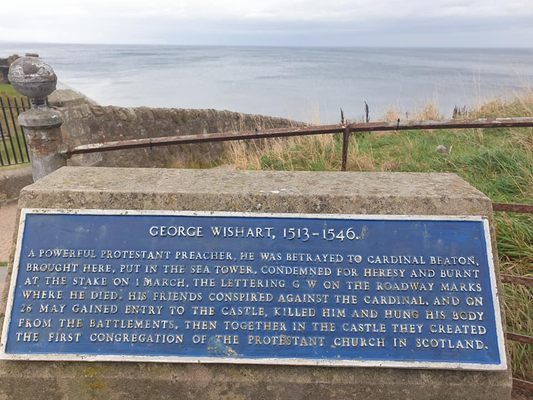 GEORGE WISHART, 1513-1546.
A POWERFUL PROTESTANT PREACHER, HE WAS BETRAYED TO CARDINAL BEATON,
BROUGHT HERE, PUT IN THE SEA TOWER, CONDEMNED FOR HERESY AND BURNT
AT THE STAKE ON 1 MARCH, THE LETTERING G W ON THE ROADWAY MARKS
WHERE HE DIED. HIS FRIENDS CONSPIRED AGAINST THE CARDINAL, AND ON
26 MAY GAINED ENTRY TO THE CASTLE, KILLED HIM AND HUNG HIS BODY
FROM THE BATTLEMENTS, THEN TOGETHER IN THE CASTLE THEY CREATED
THE FIRST CONGREGATION OF THE PROTESTANT CHURCH IN SCOTLAND.